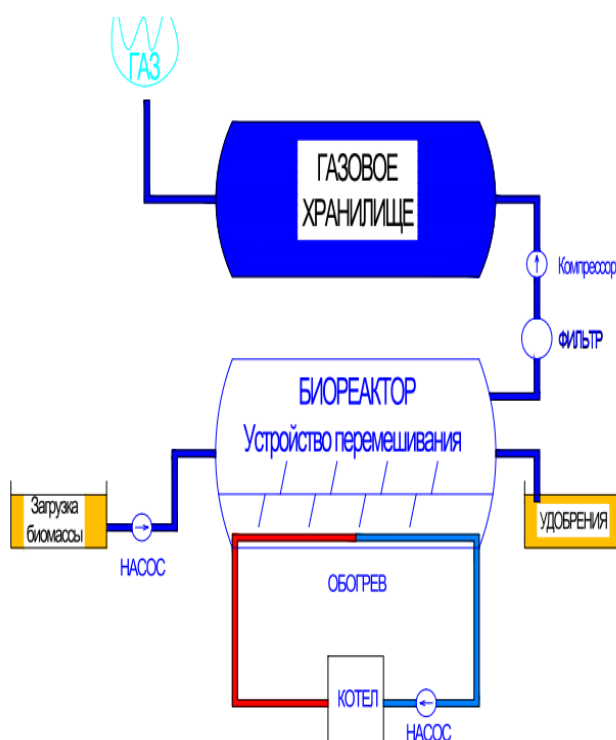 ГАЗ
ГАЗОВОЕ
ХРАНИЛИЩЕ
Компрессор
ФИЛЬТР
БИОРЕАКТОР
Устройство перемешивания
Загрузка
биомассы
НАСОС
УДОБРЕНИЯ
ОБОГРЕВ
КОТЕЛ
НАСОС